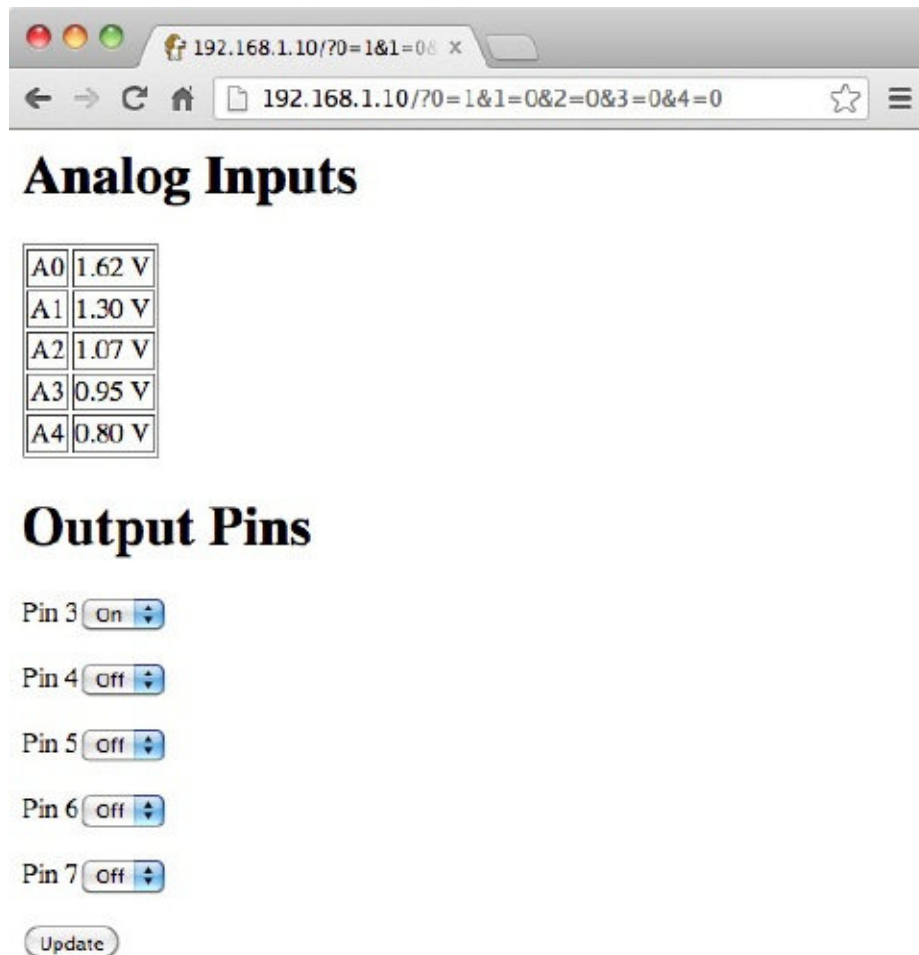 192.168.1.10/?0=1&1=0&
192.168.1.10/?0=1&1=0&2=0&3=0&4=0
Analog Inputs
A0 1.62 V
A1 1.30 V
A2 1.07 V
A3 0.95 V
A4 0.80 V
Output Pins
Pin 3 On
Pin 4 Off
Pin 5 Off
Pin 6 Off
Pin 7 Off
Update